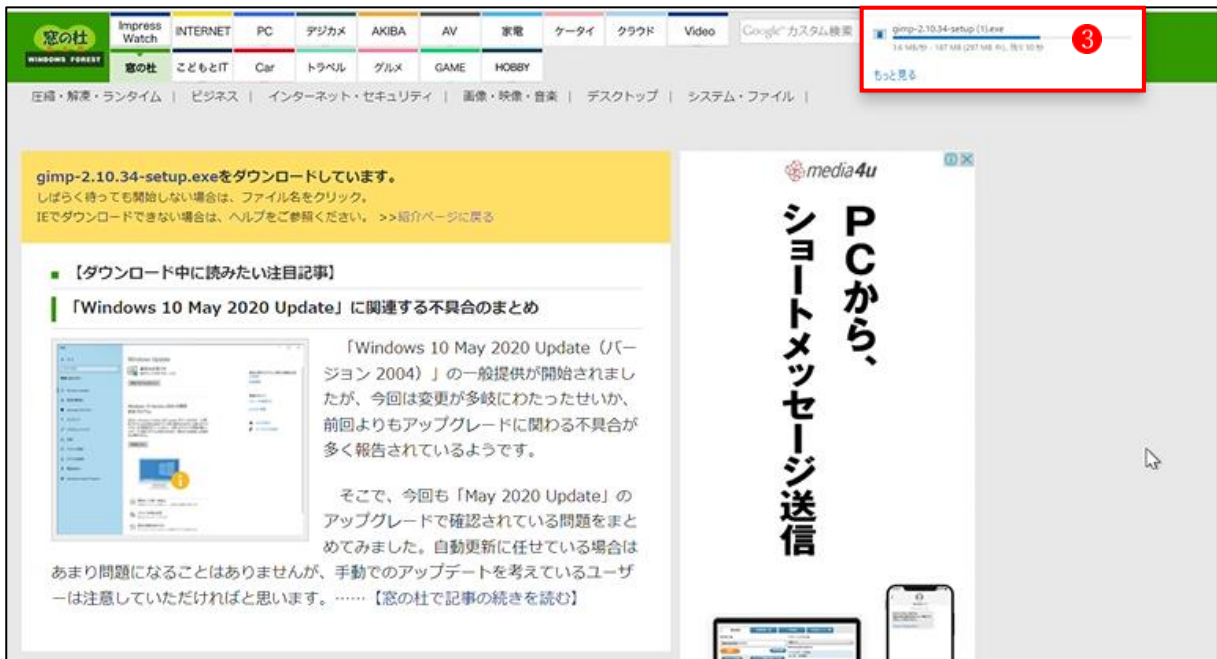 窓の杜
WINDOWS FOREST
Impress Watch INTERNET PC デジカメ AKIBA AV 家電 ケータイ クラウド Video Google カスタム検索
窓の杜 こどもとIT Car トラベル グルメ GAME HOBBY
gimp-2.10.34-setup (1).exe
もっと見る
3
圧縮・解凍・ランタイム | ビジネス | インターネット・セキュリティ | 画像・映像・音楽 | デスクトップ | システム・ファイル |
gimp-2.10.34-setup.exeをダウンロードしています。
しばらく待っても開始しない場合は、ファイル名をクリック。
IEでダウンロードできない場合は、ヘルプをご参照ください。 >>紹介ページに戻る
【ダウンロード中に読みたい注目記事】
「Windows 10 May 2020 Update」に関連する不具合のまとめ
「Windows 10 May 2020 Update（バー
ジョン 2004）」の一般提供が開始されまし
たが、今回は変更が多岐にわたったせいか、
前回よりもアップグレードに関わる不具合が
多く報告されているようです。
そこで、今回も「May 2020 Update」の
アップグレードで確認されている問題をまと
めてみました。自動更新に任せている場合は
あまり問題になることはありませんが、手動でのアップデートを考えているユーザ
ーは注意していただければと思います。……【窓の杜で記事の続きを読む】
media4u
PCから、
ショートメッセージ送信